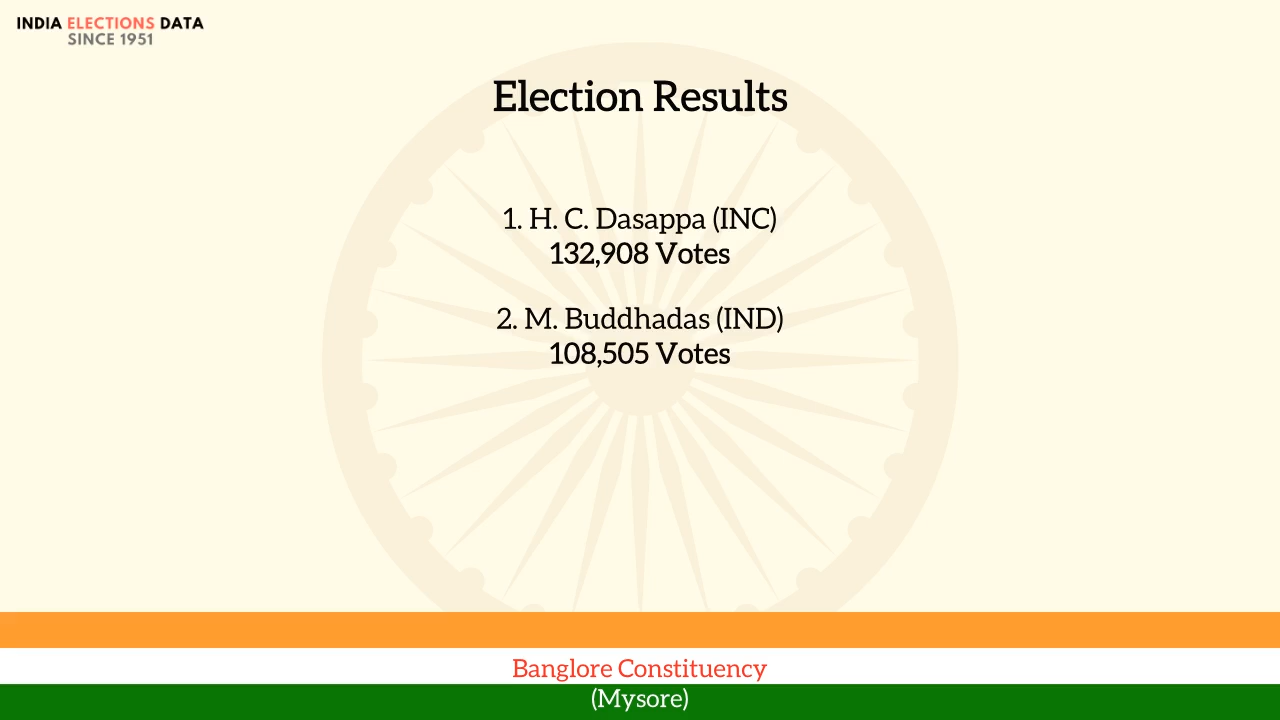 INDIA ELECTIONS DATA
SINCE 1951
Election Results
1. H. C. Dasappa (INC)
132,908 Votes
2. M. Buddhadas (IND)
108,505 Votes
Banglore Constituency
(Mysore)